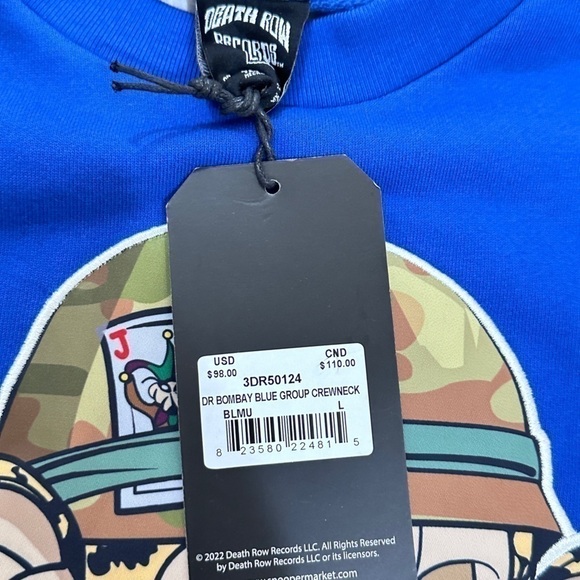 DEATH ROW
RECORDS
J
USD CND
$98.00 $110.00
3DR50124
DR BOMBAY BLUE GROUP CREWNECK
BLMU L
8 23580 22481 5
©2022 Death Row Records LLC. All Rights Reserved
by Death Row Records LLC or its licensors.